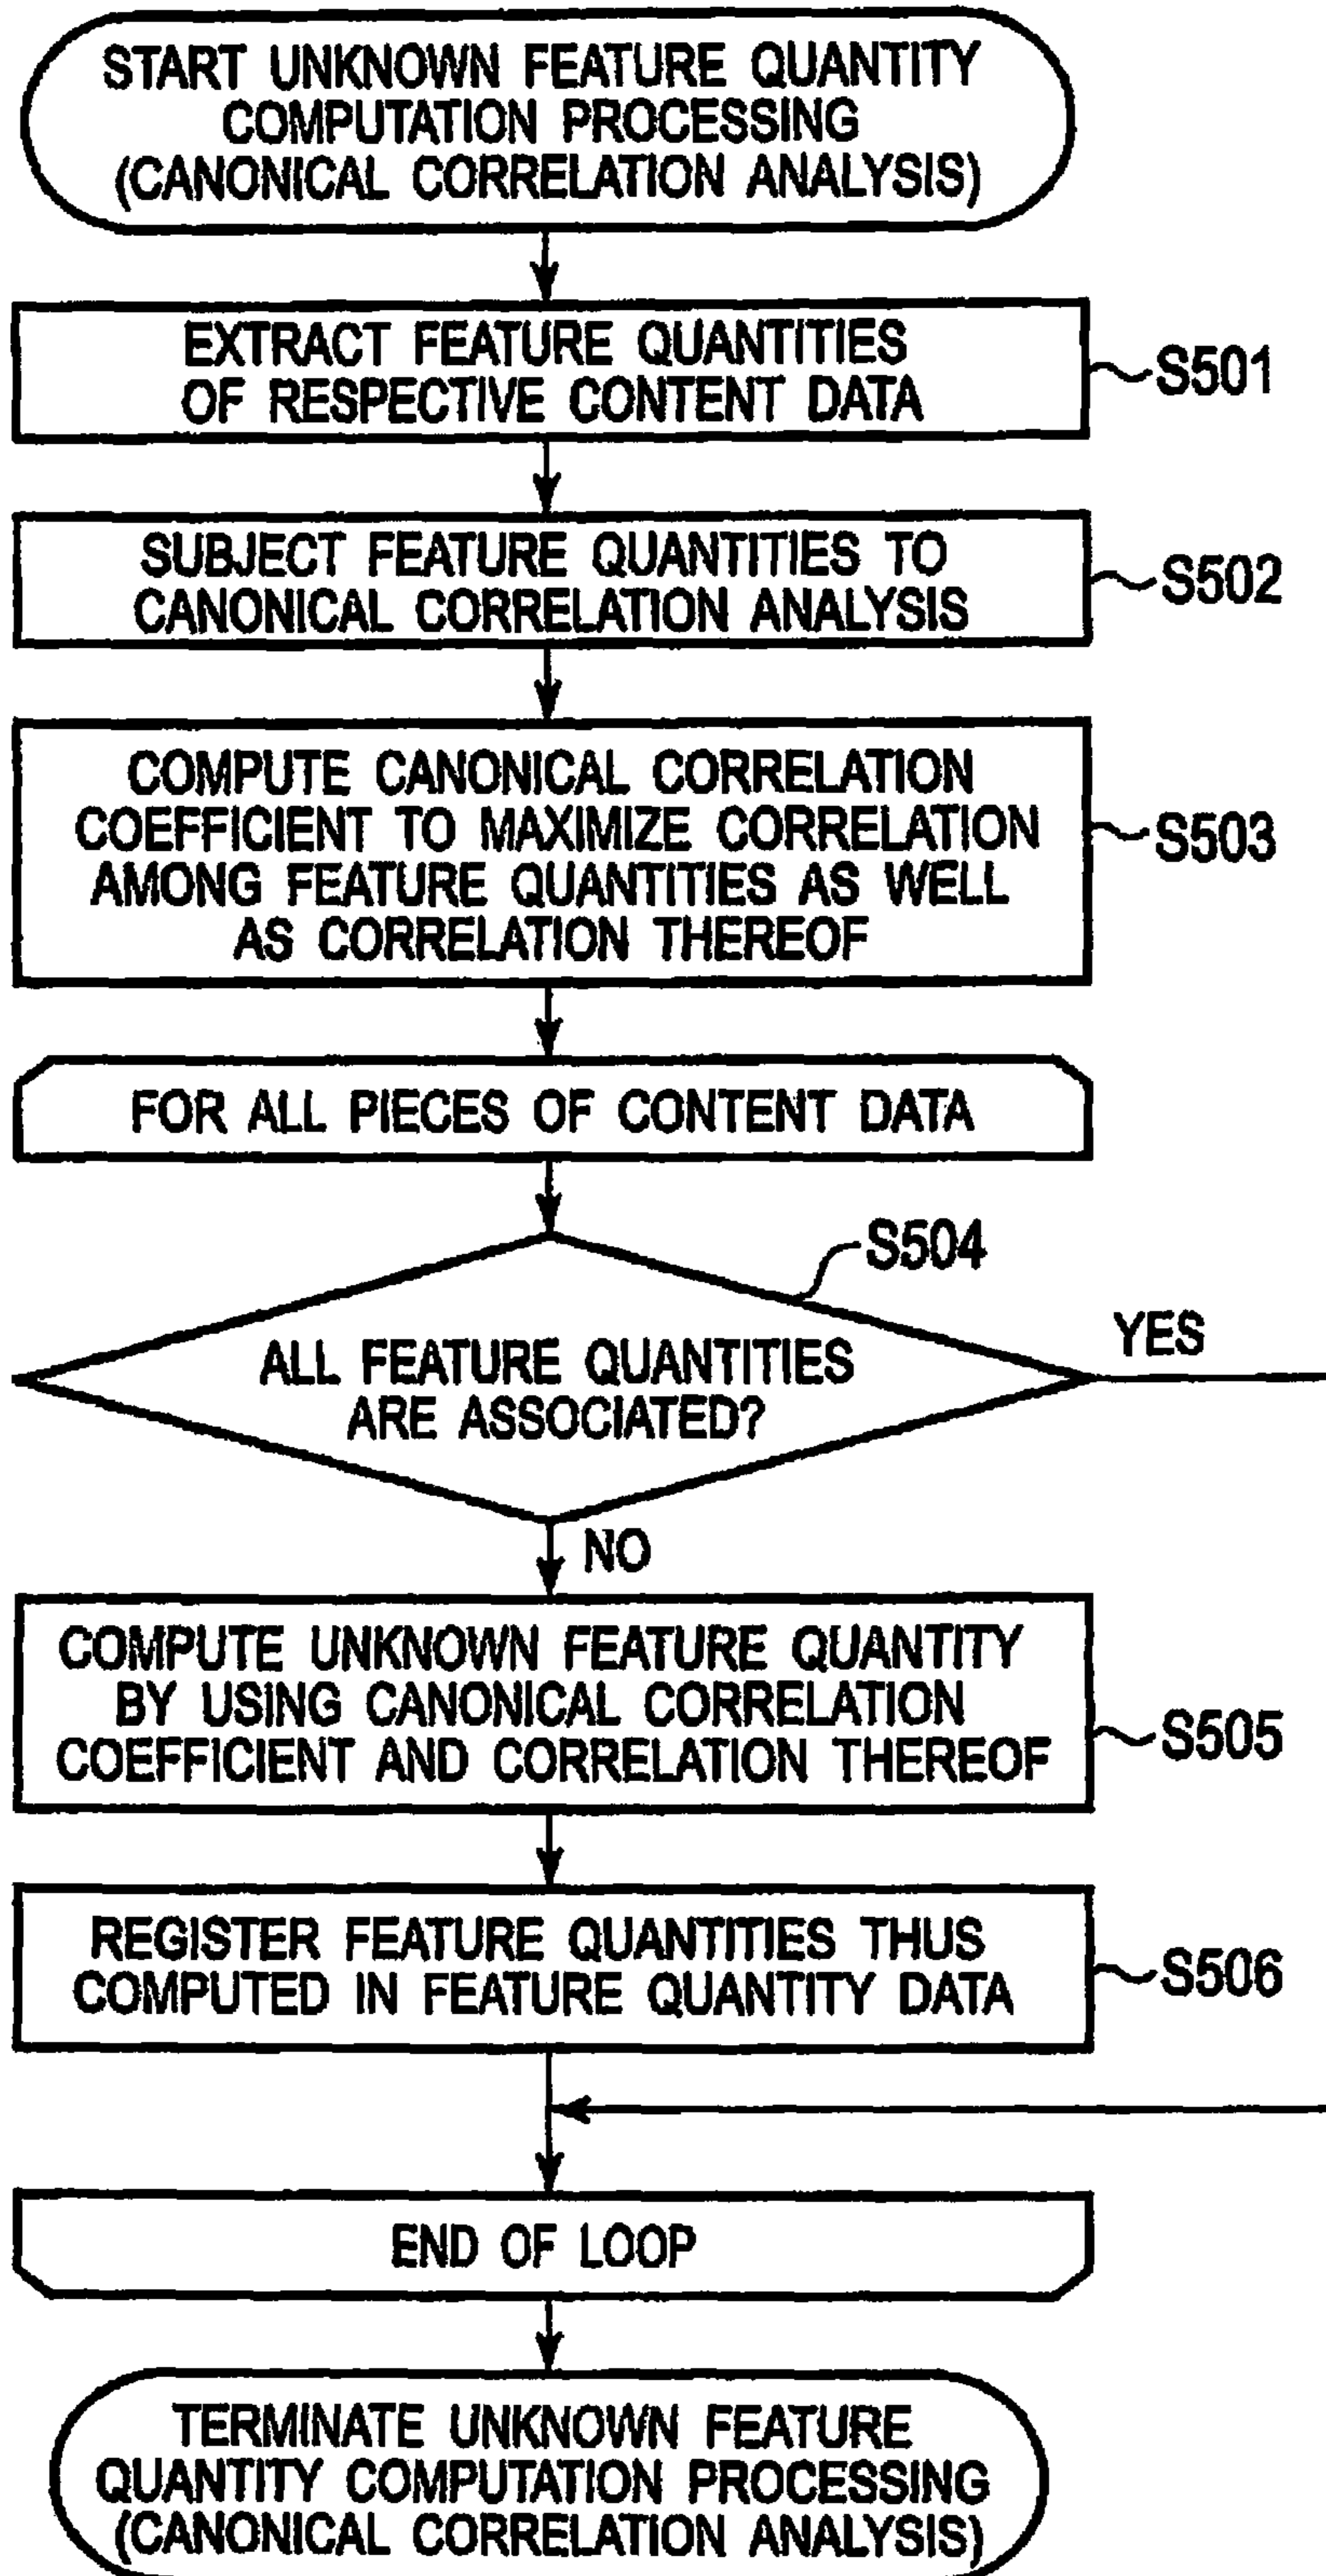 START UNKNOWN FEATURE QUANTITY
COMPUTATION PROCESSING
(CANONICAL CORRELATION ANALYSIS)
EXTRACT FEATURE QUANTITIES
OF RESPECTIVE CONTENT DATA
S501
SUBJECT FEATURE QUANTITIES TO
CANONICAL CORRELATION ANALYSIS
S502
COMPUTE CANONICAL CORRELATION
COEFFICIENT TO MAXIMIZE CORRELATION
AMONG FEATURE QUANTITIES AS WELL
AS CORRELATION THEREOF
S503
FOR ALL PIECES OF CONTENT DATA
S504
ALL FEATURE QUANTITIES
ARE ASSOCIATED?
YES
NO
COMPUTE UNKNOWN FEATURE QUANTITY
BY USING CANONICAL CORRELATION
COEFFICIENT AND CORRELATION THEREOF
S505
REGISTER FEATURE QUANTITIES THUS
COMPUTED IN FEATURE QUANTITY DATA
S506
END OF LOOP
TERMINATE UNKNOWN FEATURE
QUANTITY COMPUTATION PROCESSING
(CANONICAL CORRELATION ANALYSIS)